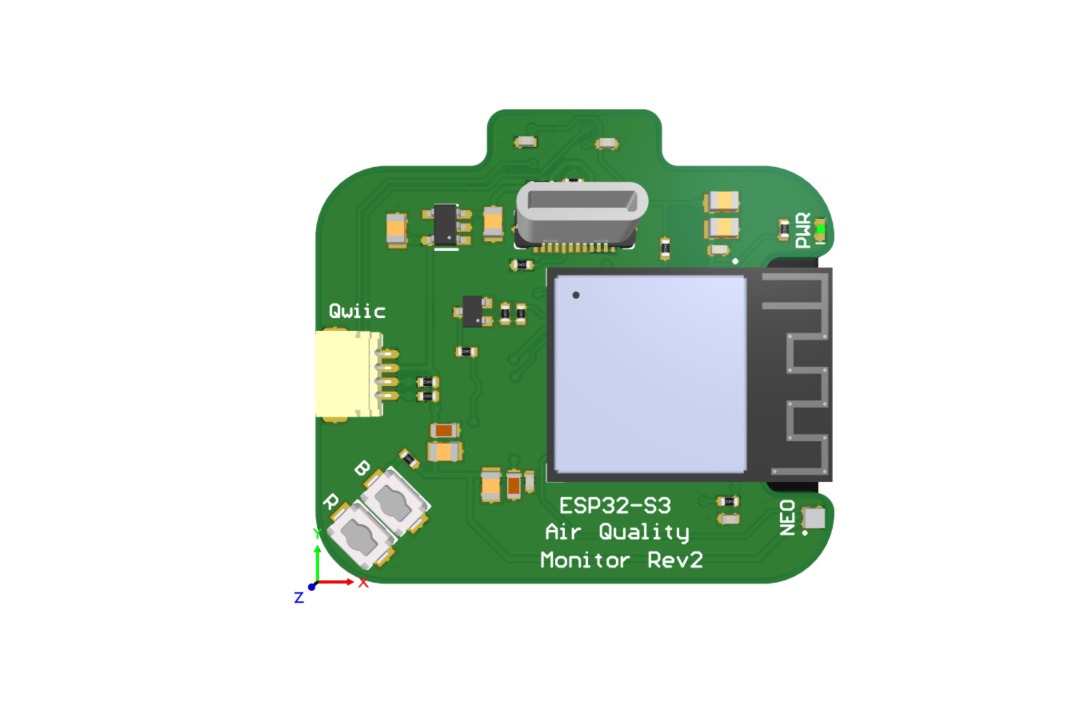 PWR
Qwiic
B
R
ESP32-S3
Air Quality
Monitor Rev2
NEO
Y
X
Z